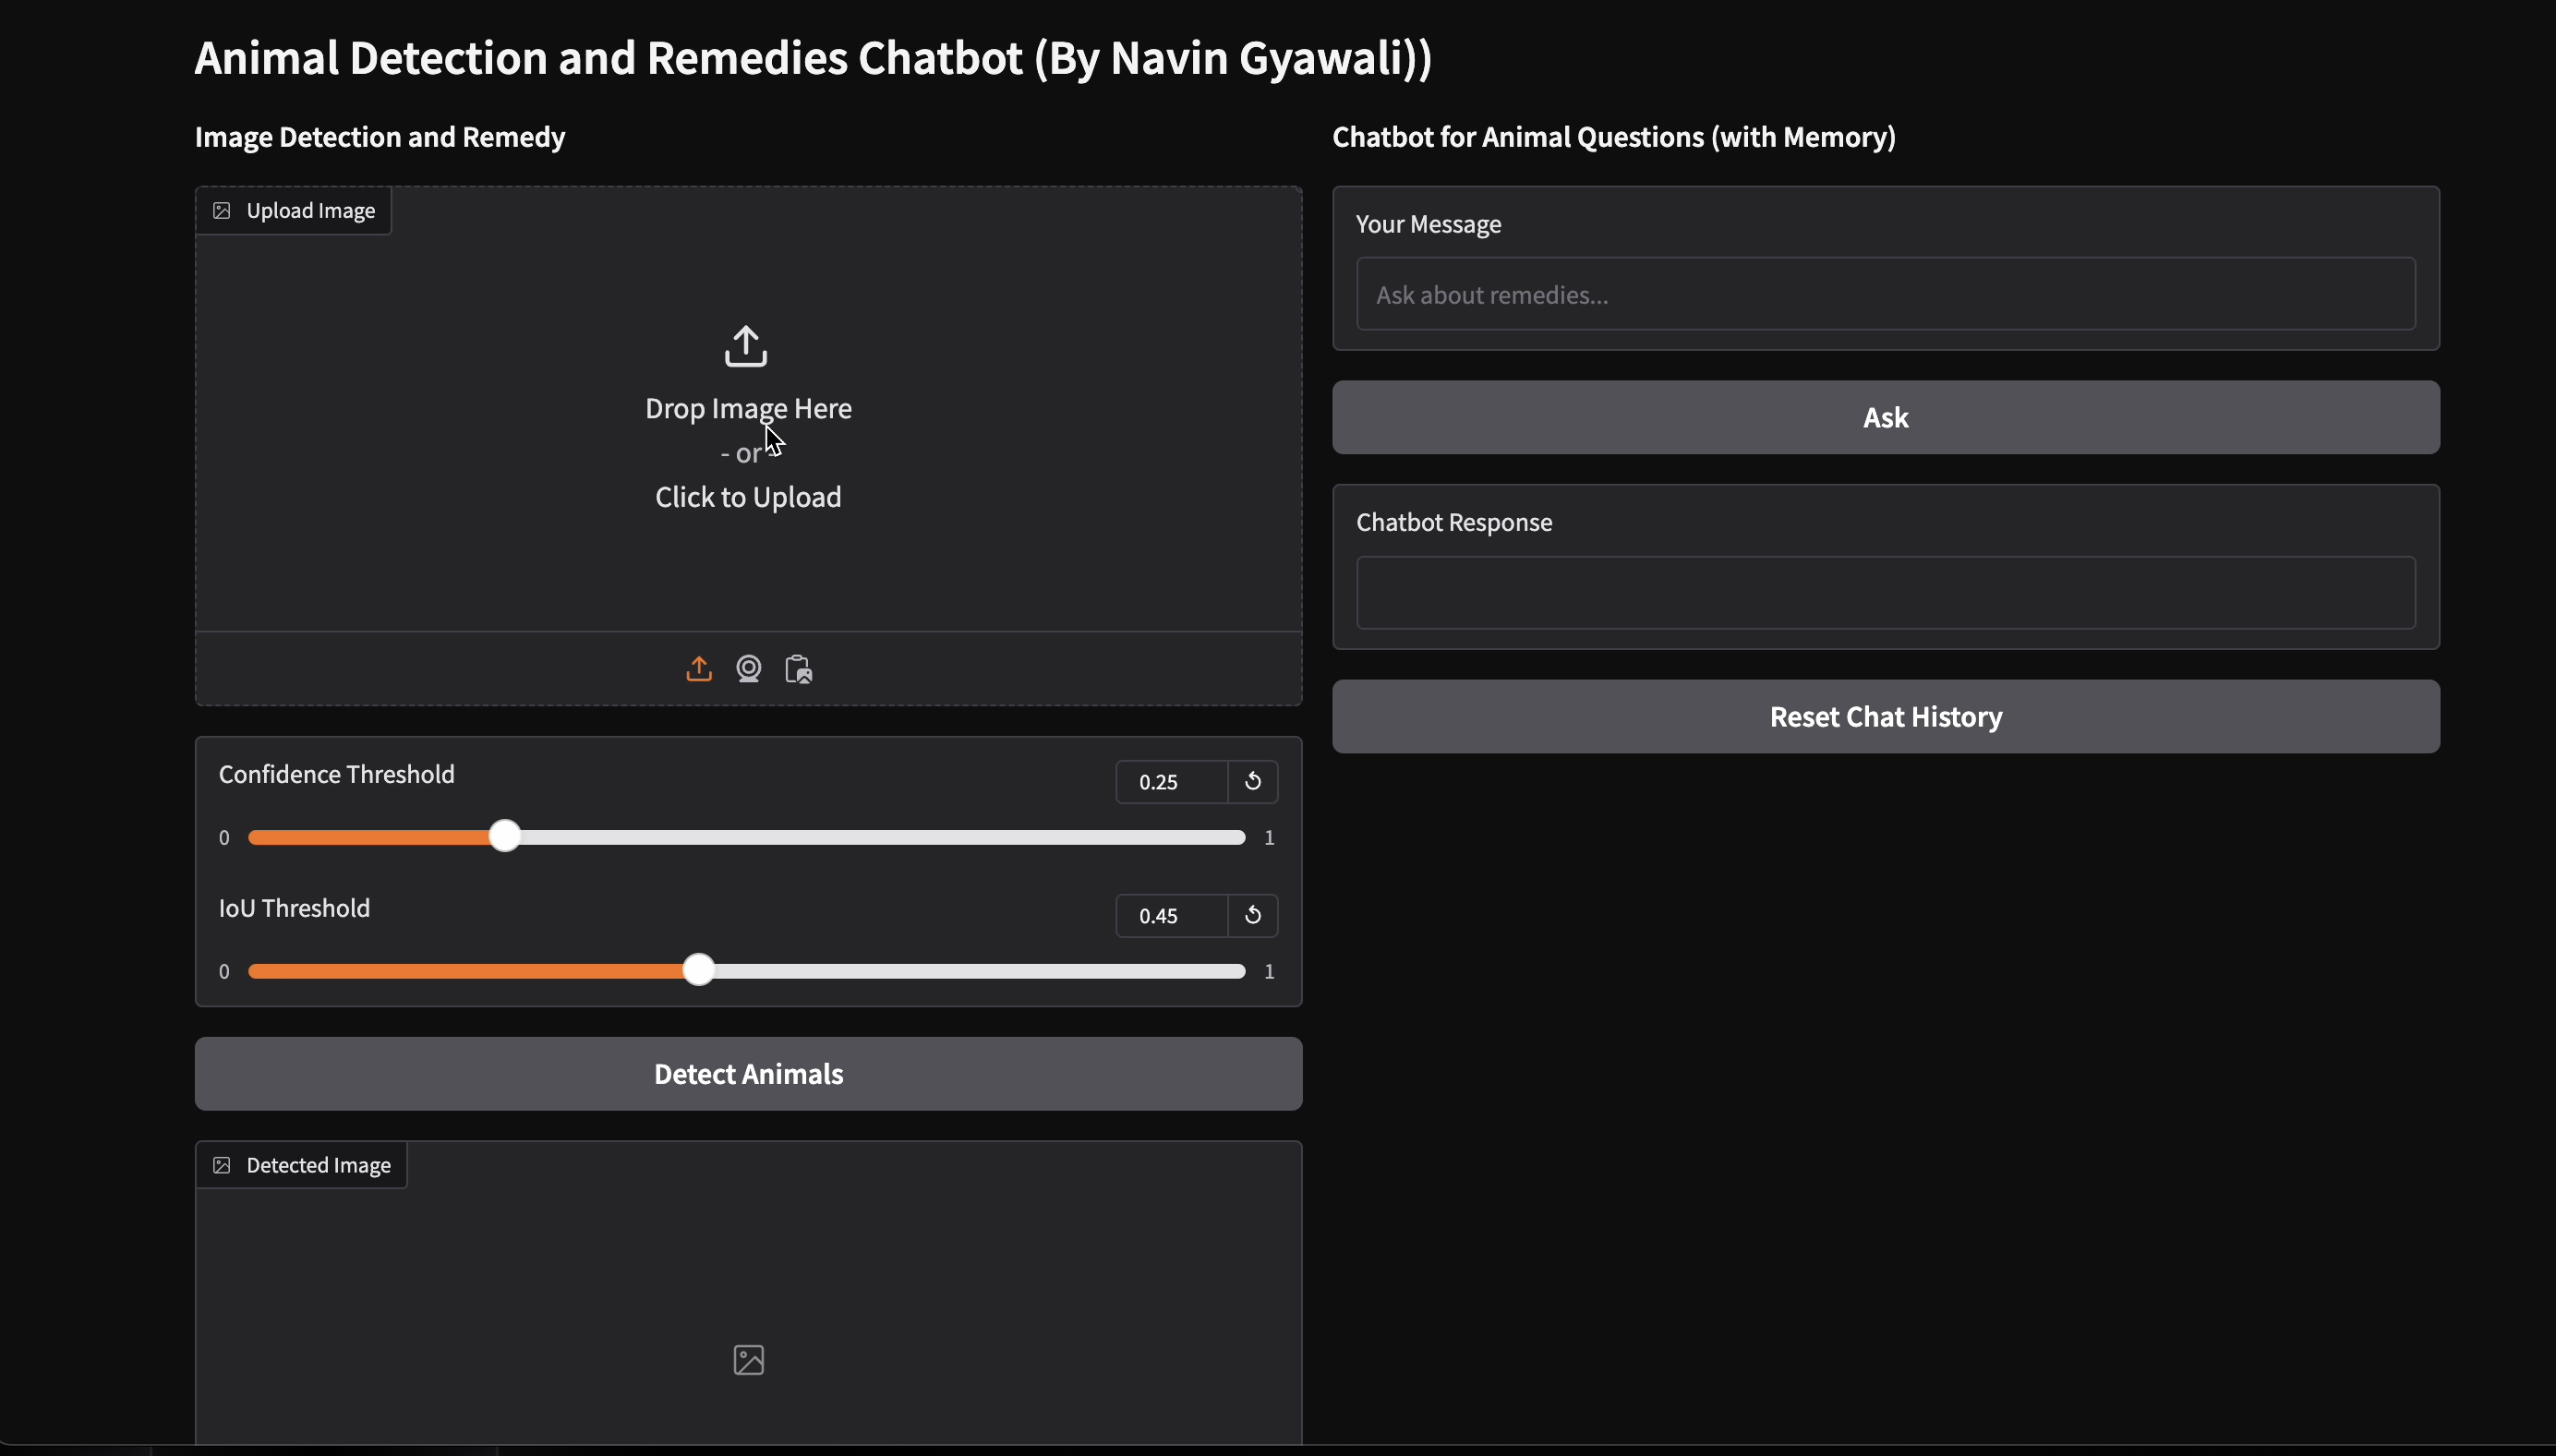 Animal Detection and Remedies Chatbot (By Navin Gyawali))
Image Detection and Remedy
Upload Image
Drop Image Here
- or -
Click to Upload
Confidence Threshold
0.25
0
1
IoU Threshold
0.45
0
1
Detect Animals
Detected Image
Chatbot for Animal Questions (with Memory)
Your Message
Ask about remedies...
Ask
Chatbot Response
Reset Chat History